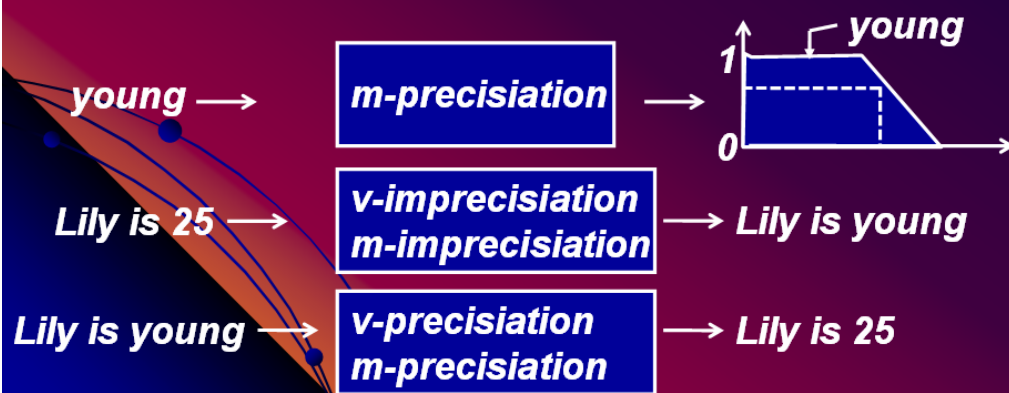 young
young
m-precisiation
1
0
Lily is 25
v-imprecisiation
m-imprecisiation
Lily is young
Lily is young
v-precisiation
m-precisiation
Lily is 25